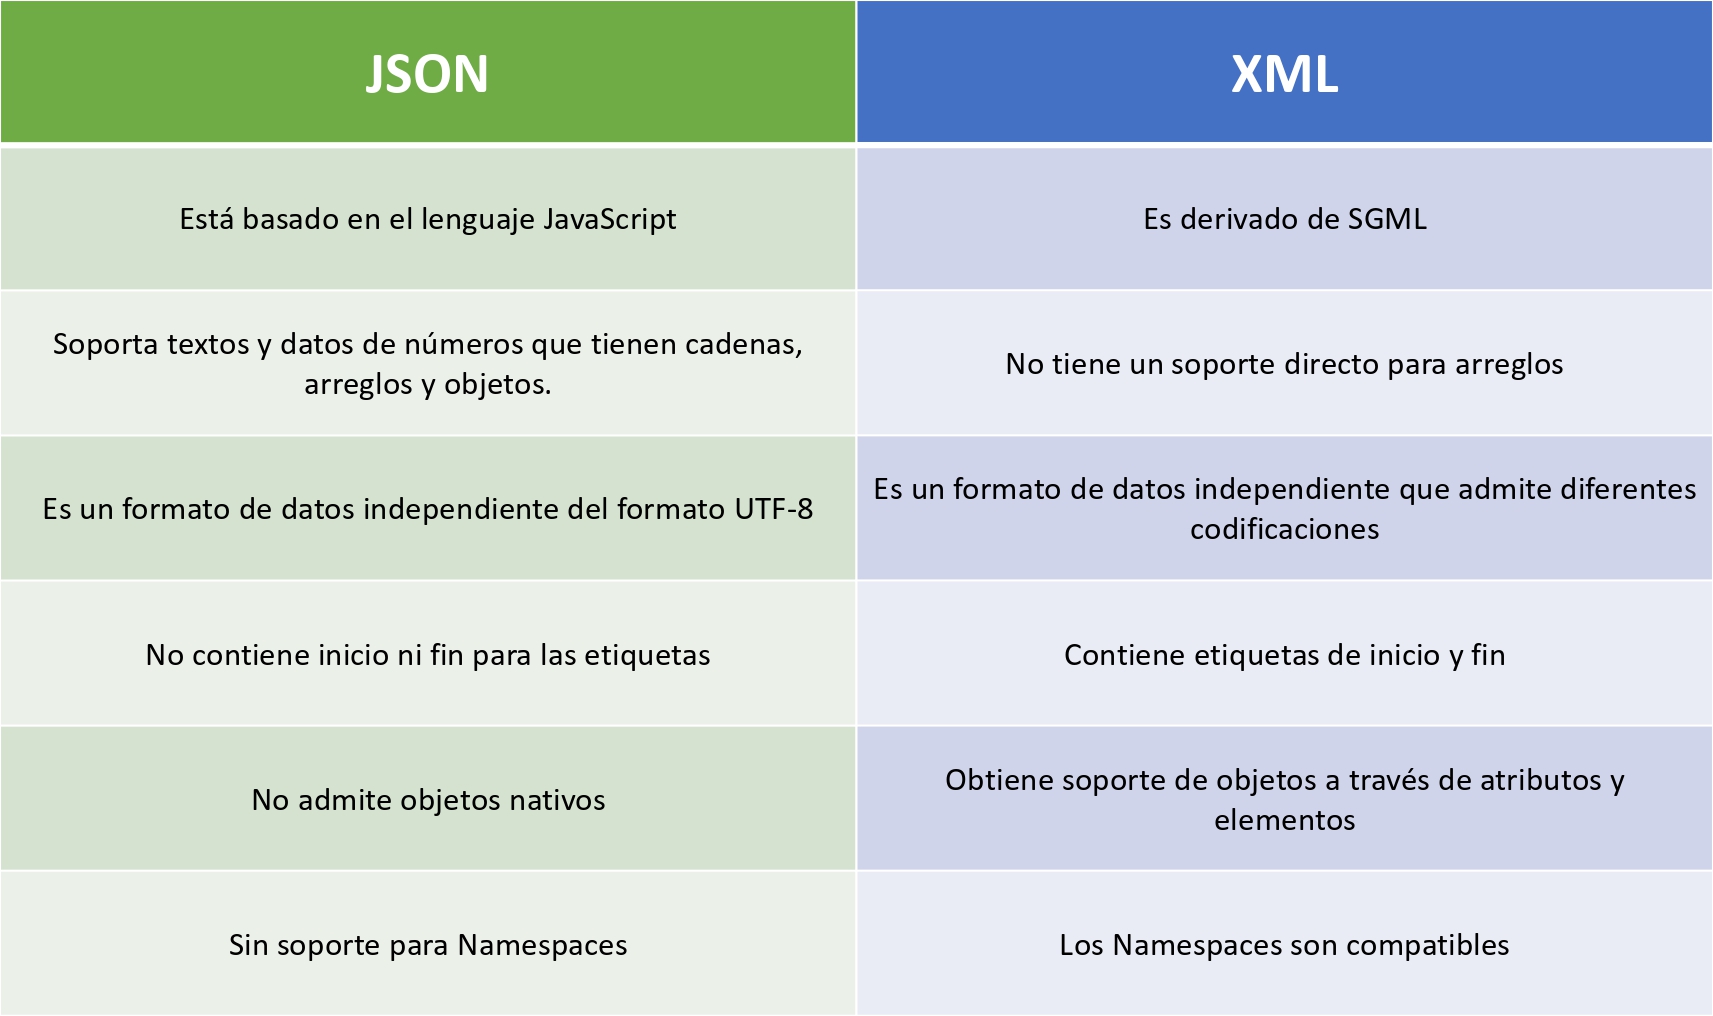 JSON
XML
Está basado en el lenguaje JavaScript
Es derivado de SGML
Soporta textos y datos de números que tienen cadenas,
arreglos y objetos.
No tiene un soporte directo para arreglos
Es un formato de datos independiente del formato UTF-8
Es un formato de datos independiente que admite diferentes
codificaciones
No contiene inicio ni fin para las etiquetas
Contiene etiquetas de inicio y fin
No admite objetos nativos
Obtiene soporte de objetos a través de atributos y
elementos
Sin soporte para Namespaces
Los Namespaces son compatibles